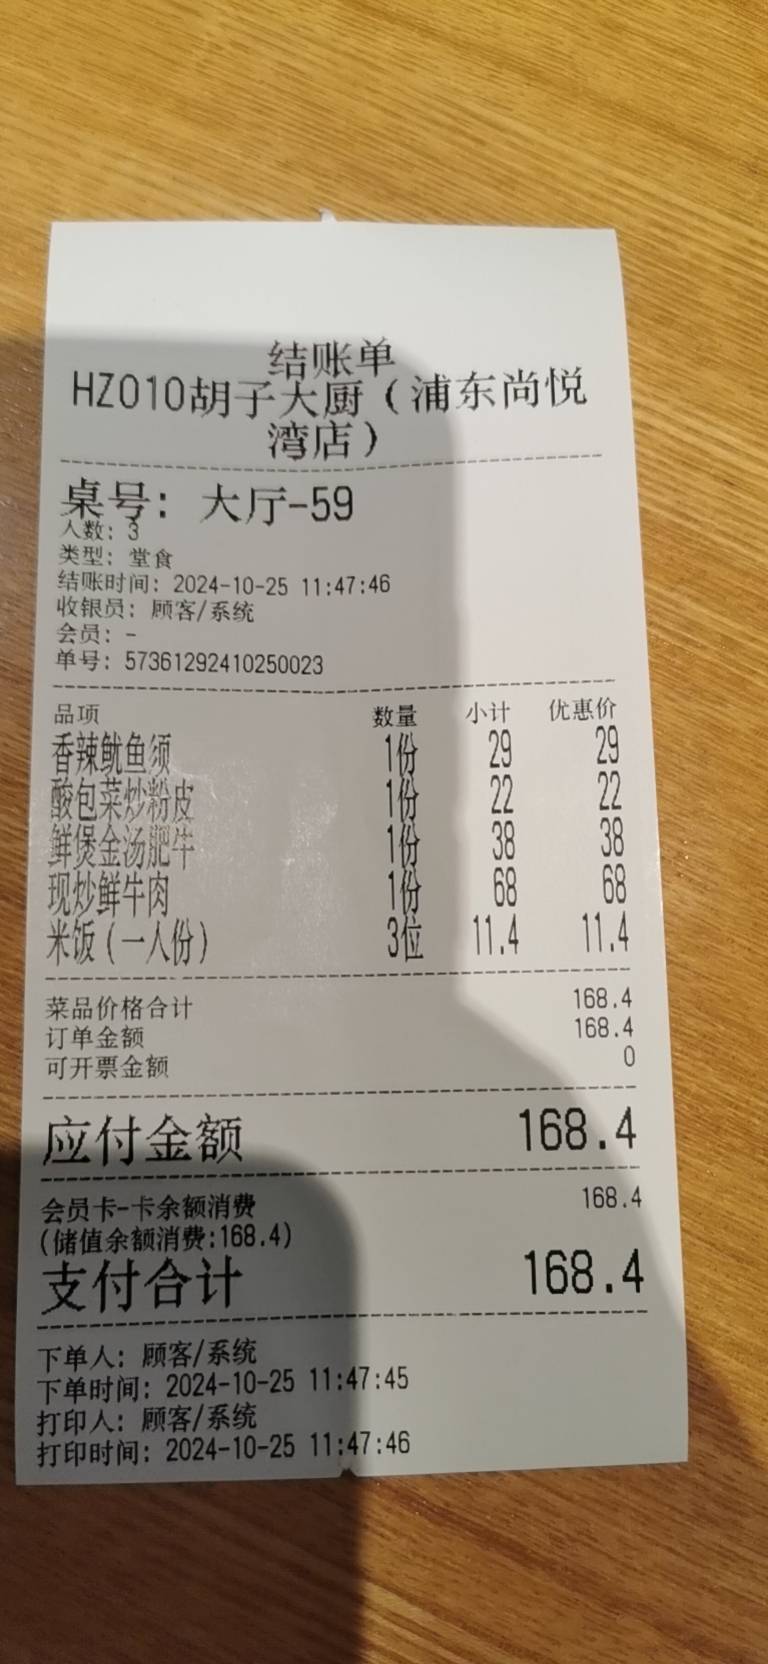 结账单
HZ010胡子大厨（浦东尚悦
湾店）
桌号：大厅-59
人数：3
类型：堂食
结账时间：2024-10-25 11:47:46
收银员：顾客/系统
会员：-
单号：57361292410250023
品项 数量 小计 优惠价
香辣鱿鱼须 1份 29 29
酸包菜炒粉皮 1份 22 22
鲜煲金汤肥牛 1份 38 38
现炒鲜牛肉 1份 68 68
米饭（一人份） 3位 11.4 11.4
菜品价格合计 168.4
订单金额 168.4
可开票金额 0
应付金额 168.4
会员卡-卡余额消费 168.4
(储值余额消费:168.4)
支付合计 168.4
下单人：顾客/系统
下单时间：2024-10-25 11:47:45
打印人：顾客/系统
打印时间：2024-10-25 11:47:46